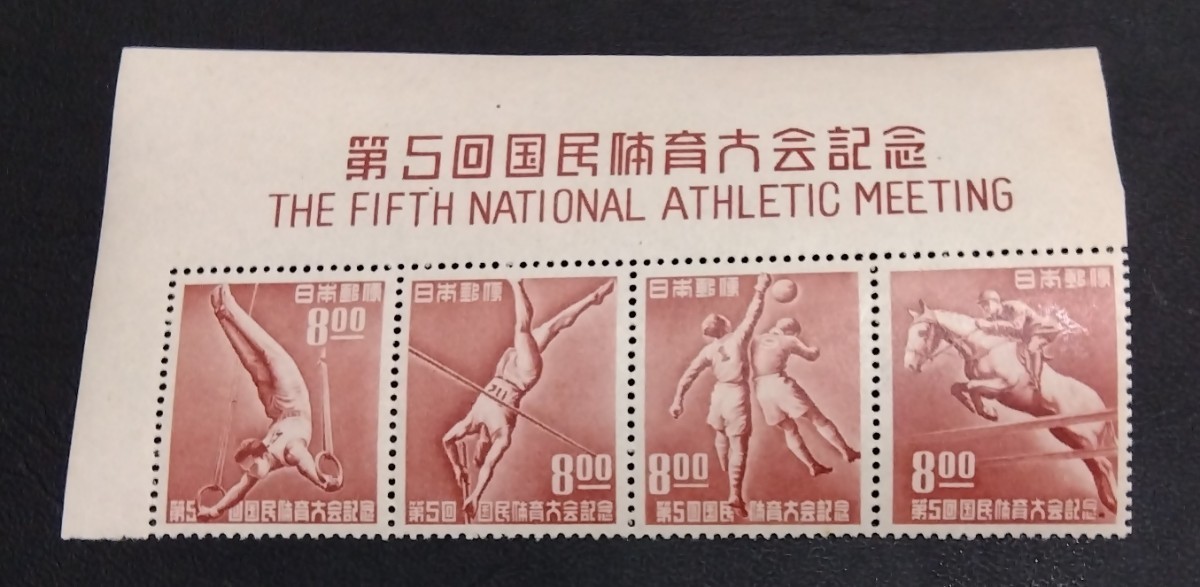 第5回国民体育大会記念
THE FIFTH NATIONAL ATHLETIC MEETING
日本郵便
8.00
第5回国民体育大会記念
日本郵便
711
8.00
第5回国民体育大会記念
日本郵便
1
8.00
第5回国民体育大会記念
日本郵便
8.00
第5回国民体育大会記念